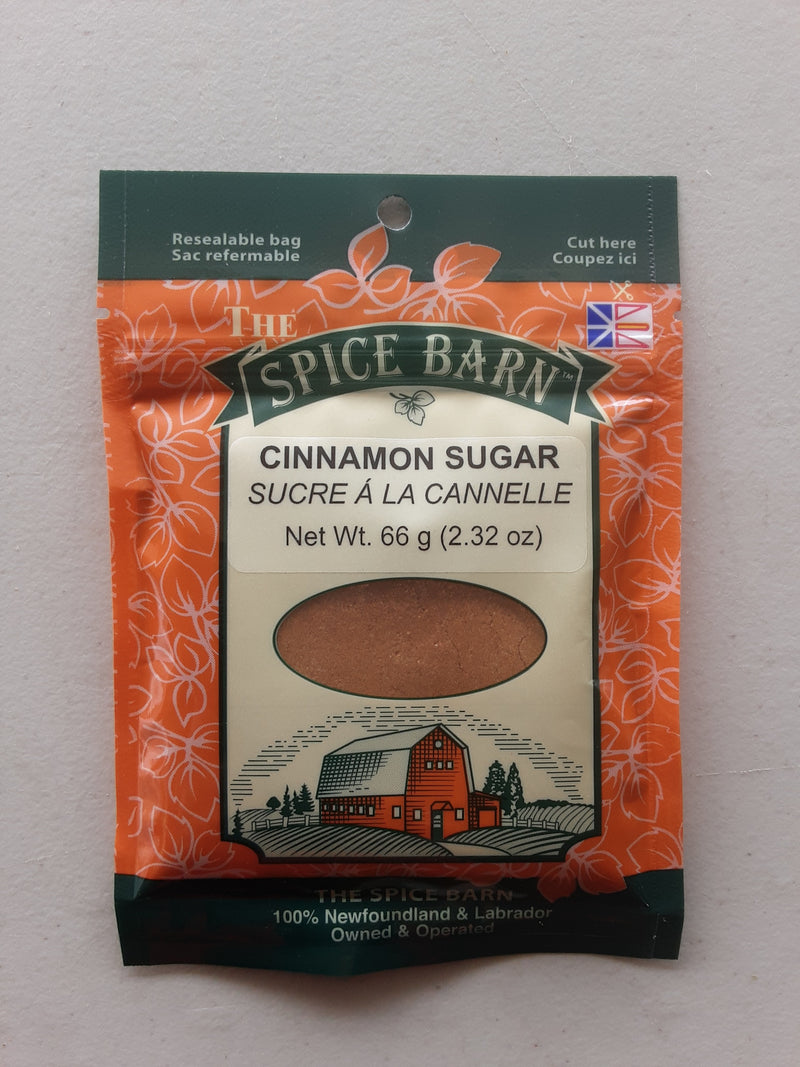 Resealable bag
Sac refermable
Cut here
Coupez ici
THE
SPICE BARN™
CINNAMON SUGAR
SUCRE Á LA CANNELLE
Net Wt. 66 g (2.32 oz)
THE SPICE BARN
100% Newfoundland & Labrador
Owned & Operated